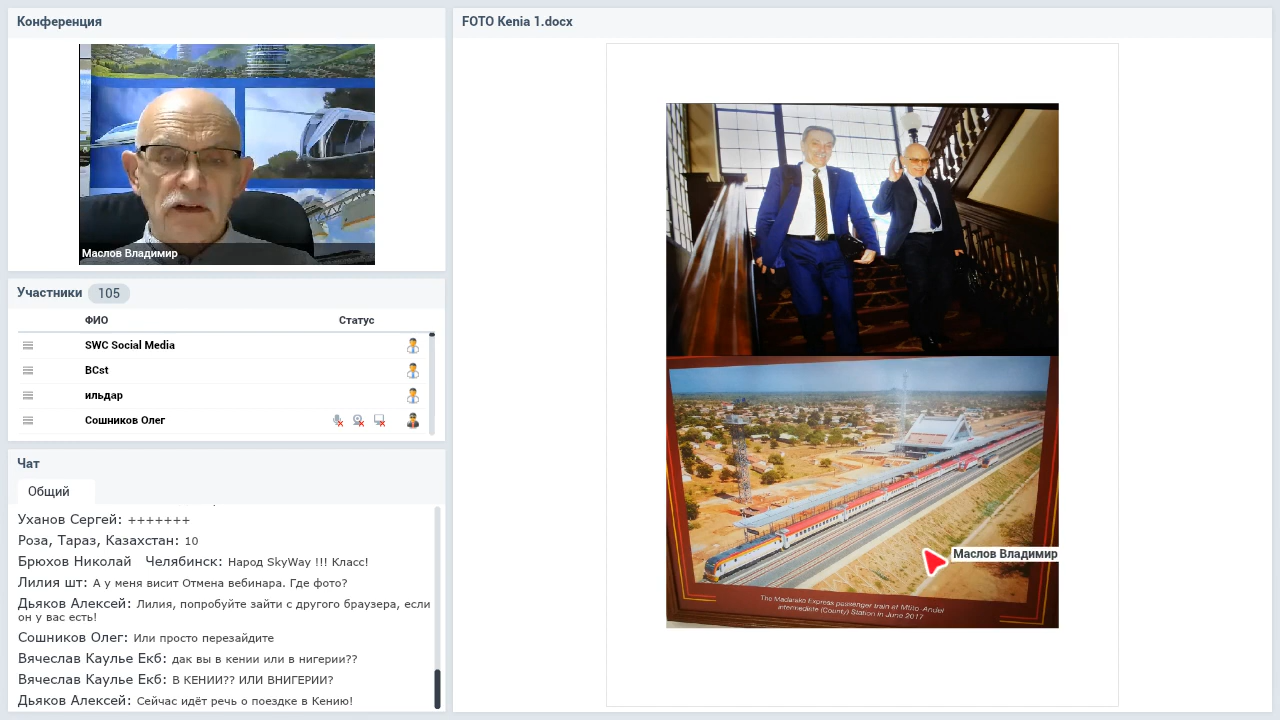 Конференция
Маслов Владимир
Участники 105
ФИО Статус
SWC Social Media
BCst
ильдар
Сошников Олег
Чат
Общий
Уханов Сергей: +++++++
Роза, Тараз, Казахстан: 10
Брюхов Николай Челябинск: Народ SkyWay !!! Класс!
Лилия шт: А у меня висит Отмена вебинара. Где фото?
Дьяков Алексей: Лилия, попробуйте зайти с другого браузера, если
он у вас есть!
Сошников Олег: Или просто перезайдите
Вячеслав Каулье Екб: дак вы в кении или в нигерии??
Вячеслав Каулье Екб: В КЕНИИ?? ИЛИ ВНИГЕРИИ?
Дьяков Алексей: Сейчас идёт речь о поездке в Кению!
FOTO Kenia 1.docx
Маслов Владимир
The Madaraka Express passenger train at Mtito -Andei
intermediate (County) Station in June 2017